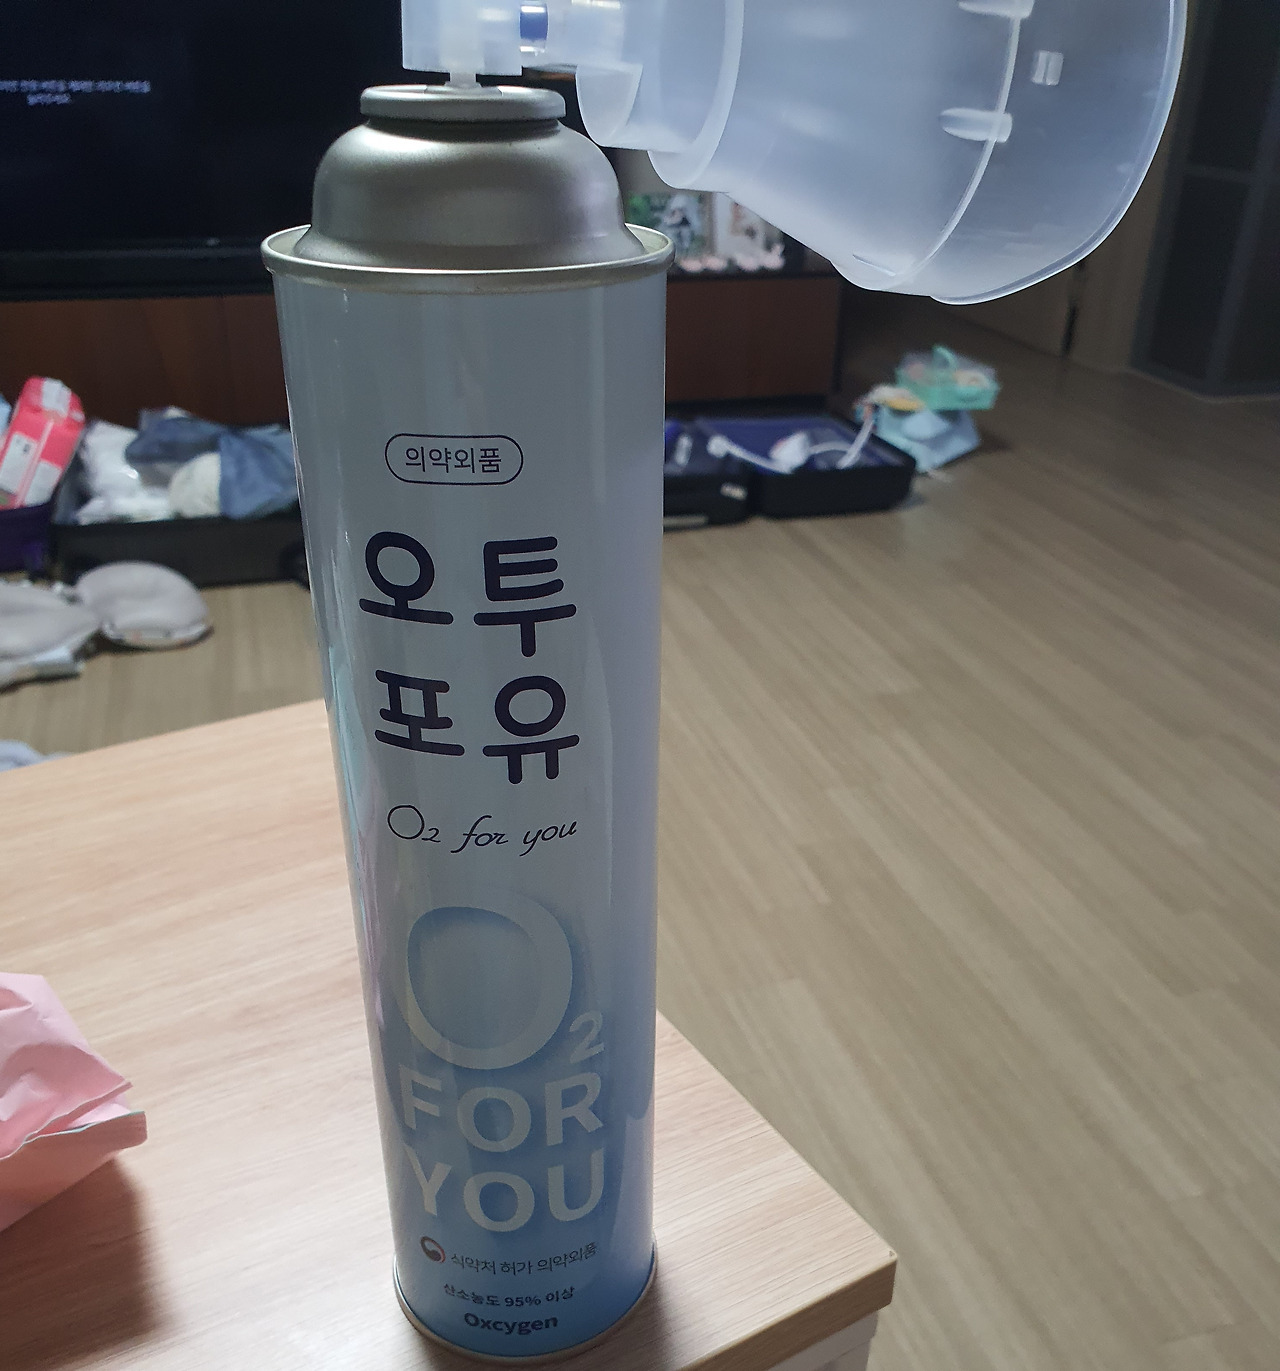 의약외품
오투
포유
O2 for you
O2
FOR
YOU
식약처 허가 의약외품
산소농도 95% 이상
Oxcygen